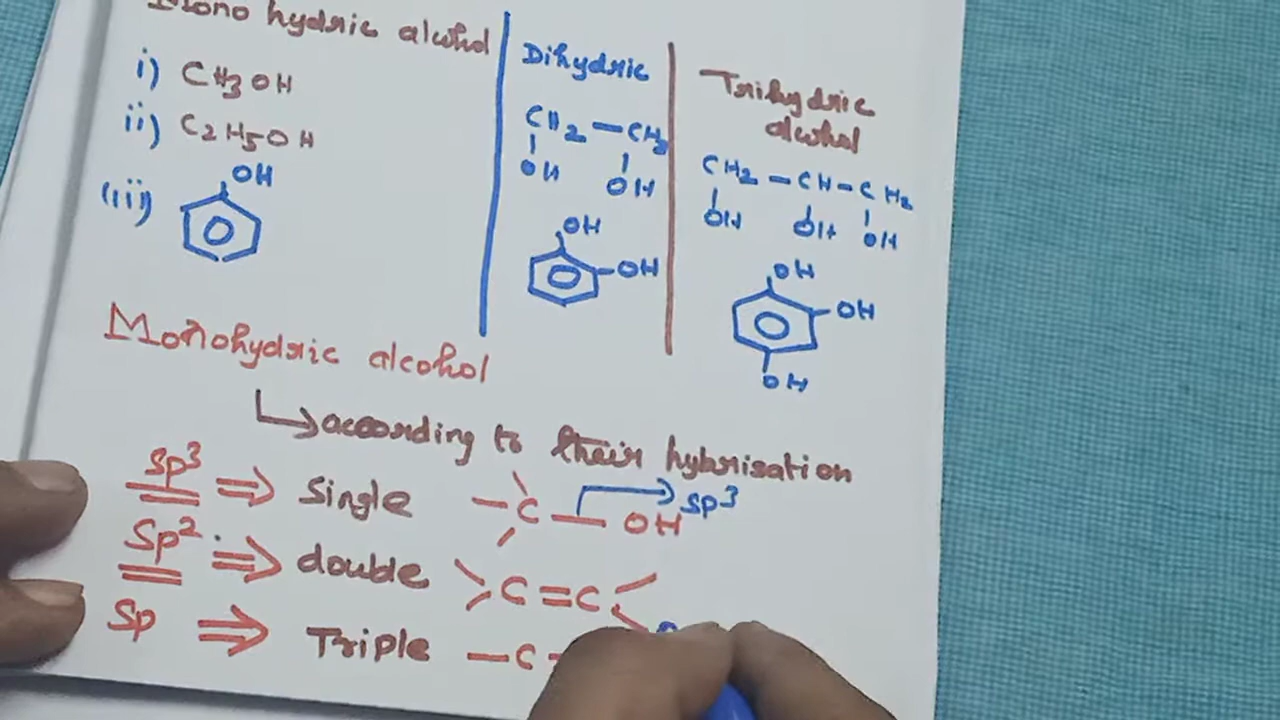 Mono hydric alcohol
i) CH3OH
ii) C2H5OH
(iii) OH
Dihydric
CH2 — CH2
OH OH
OH
OH
Trihydric
alcohol
CH2 — CH — CH2
OH OH OH
OH
OH
OH
Monohydric alcohol
according to their hybrisation
Sp3 ⇒ Single — C — OH sp3
Sp2 ⇒ double C = C
Sp ⇒ Triple — C